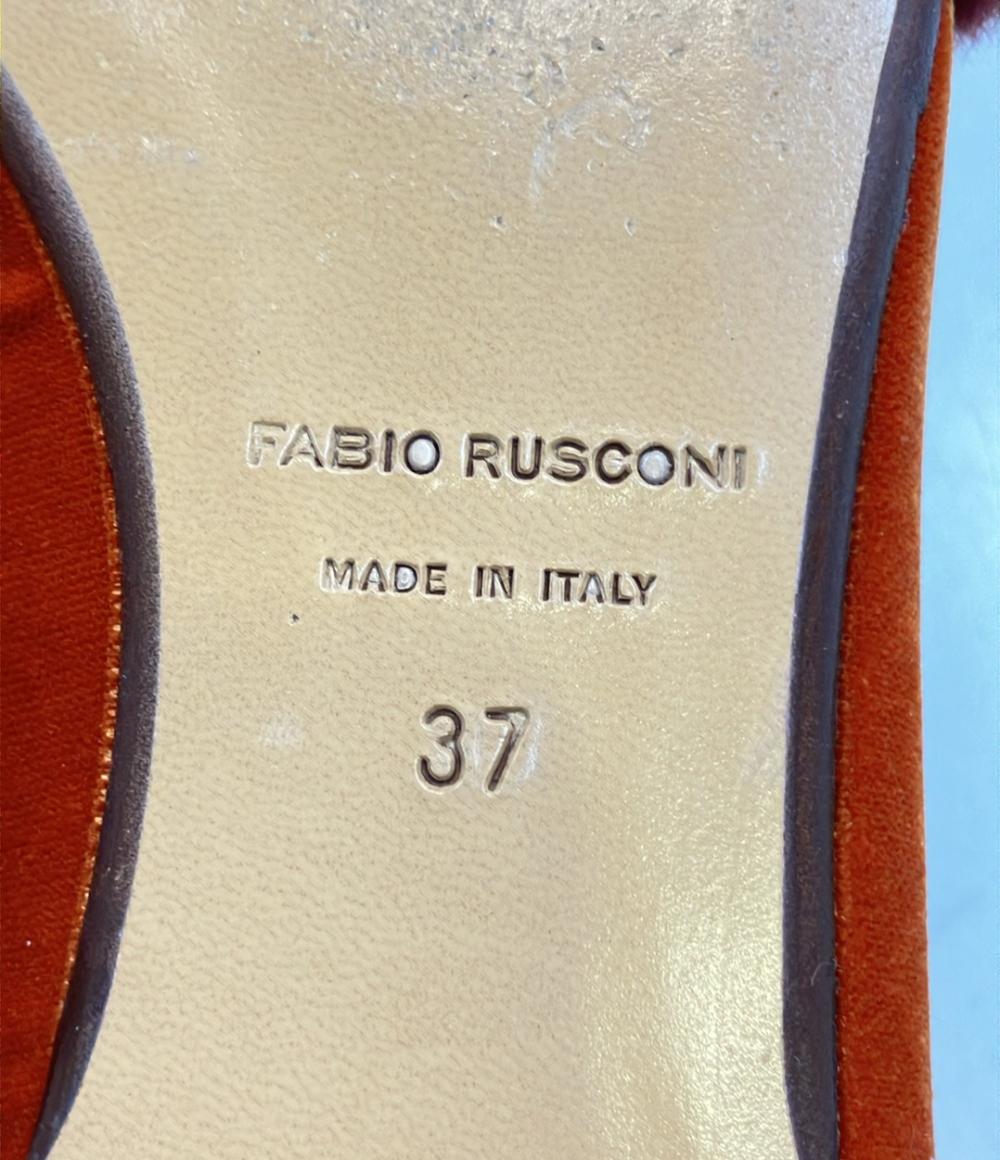 FABIO RUSCONI
MADE IN ITALY
37